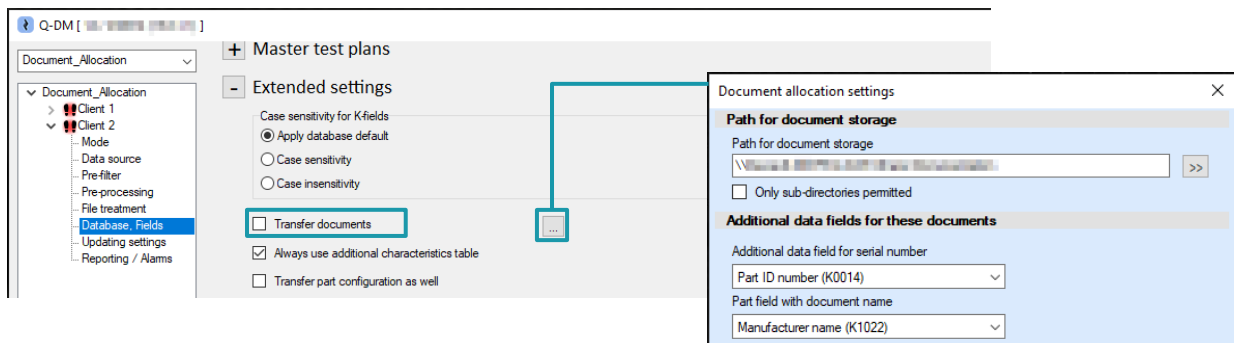 Q-DM [ ]
Document_Allocation
Document_Allocation
Client 1
Client 2
Mode
Data source
Pre-filter
Pre-processing
File treatment
Database, Fields
Updating settings
Reporting / Alarms
+ Master test plans
- Extended settings
Case sensitivity for K-fields
Apply database default
Case sensitivity
Case insensitivity
Transfer documents
...
Always use additional characteristics table
Transfer part configuration as well
Document allocation settings
Path for document storage
Path for document storage
\\
>>
Only sub-directories permitted
Additional data fields for these documents
Additional data field for serial number
Part ID number (K0014)
Part field with document name
Manufacturer name (K1022)